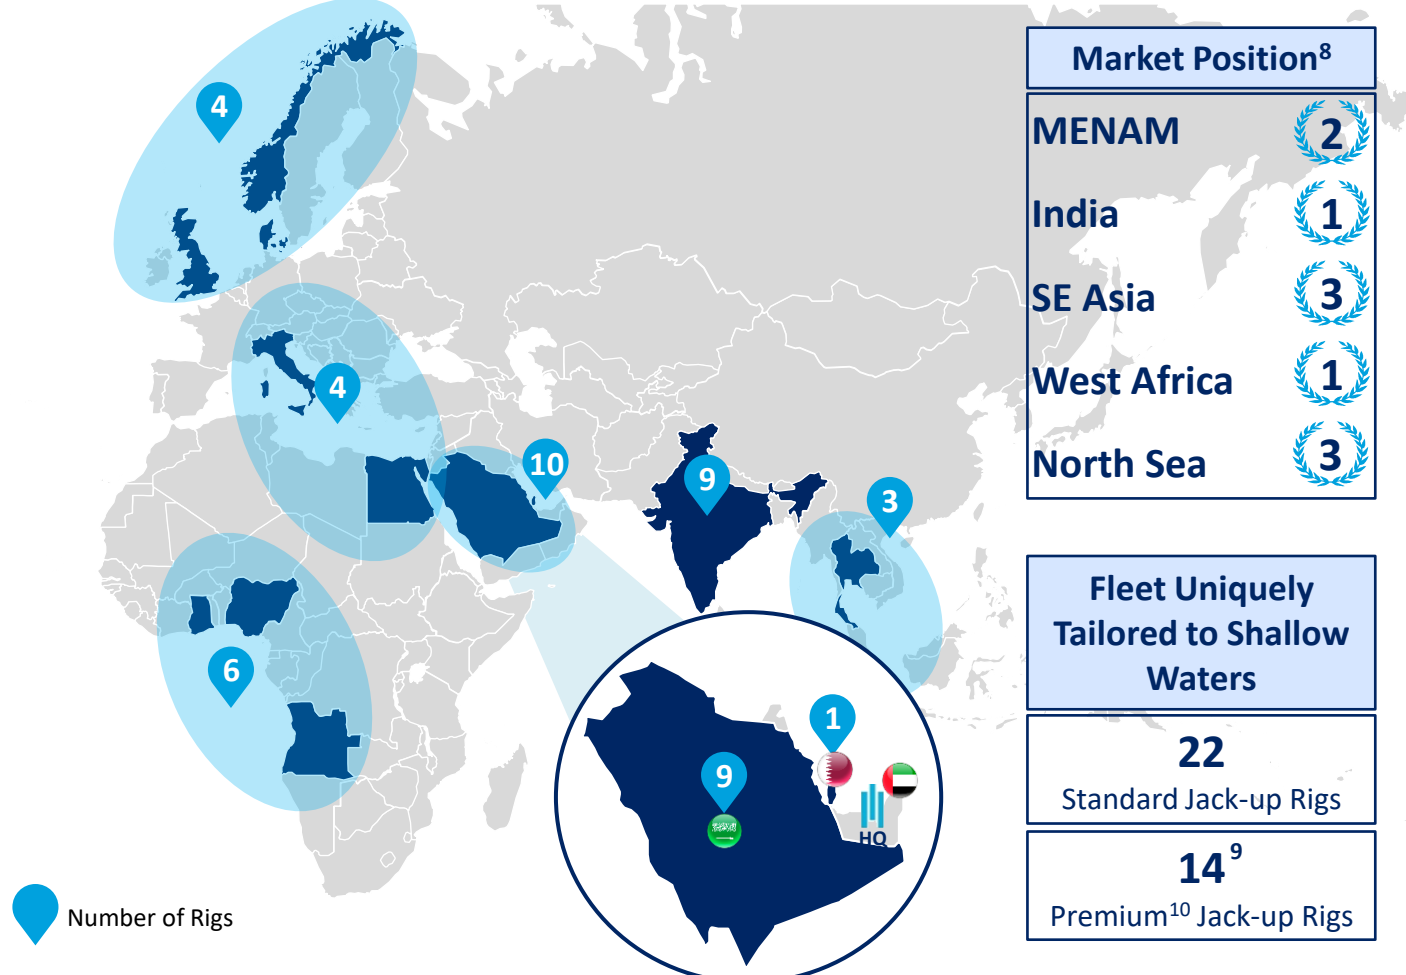 Market Position⁸
MENAM
2
India
1
SE Asia
3
West Africa
1
North Sea
3
4
4
10
9
3
6
1
9
HQ
Fleet Uniquely
Tailored to Shallow
Waters
22
Standard Jack-up Rigs
14⁹
Premium¹⁰ Jack-up Rigs
Number of Rigs